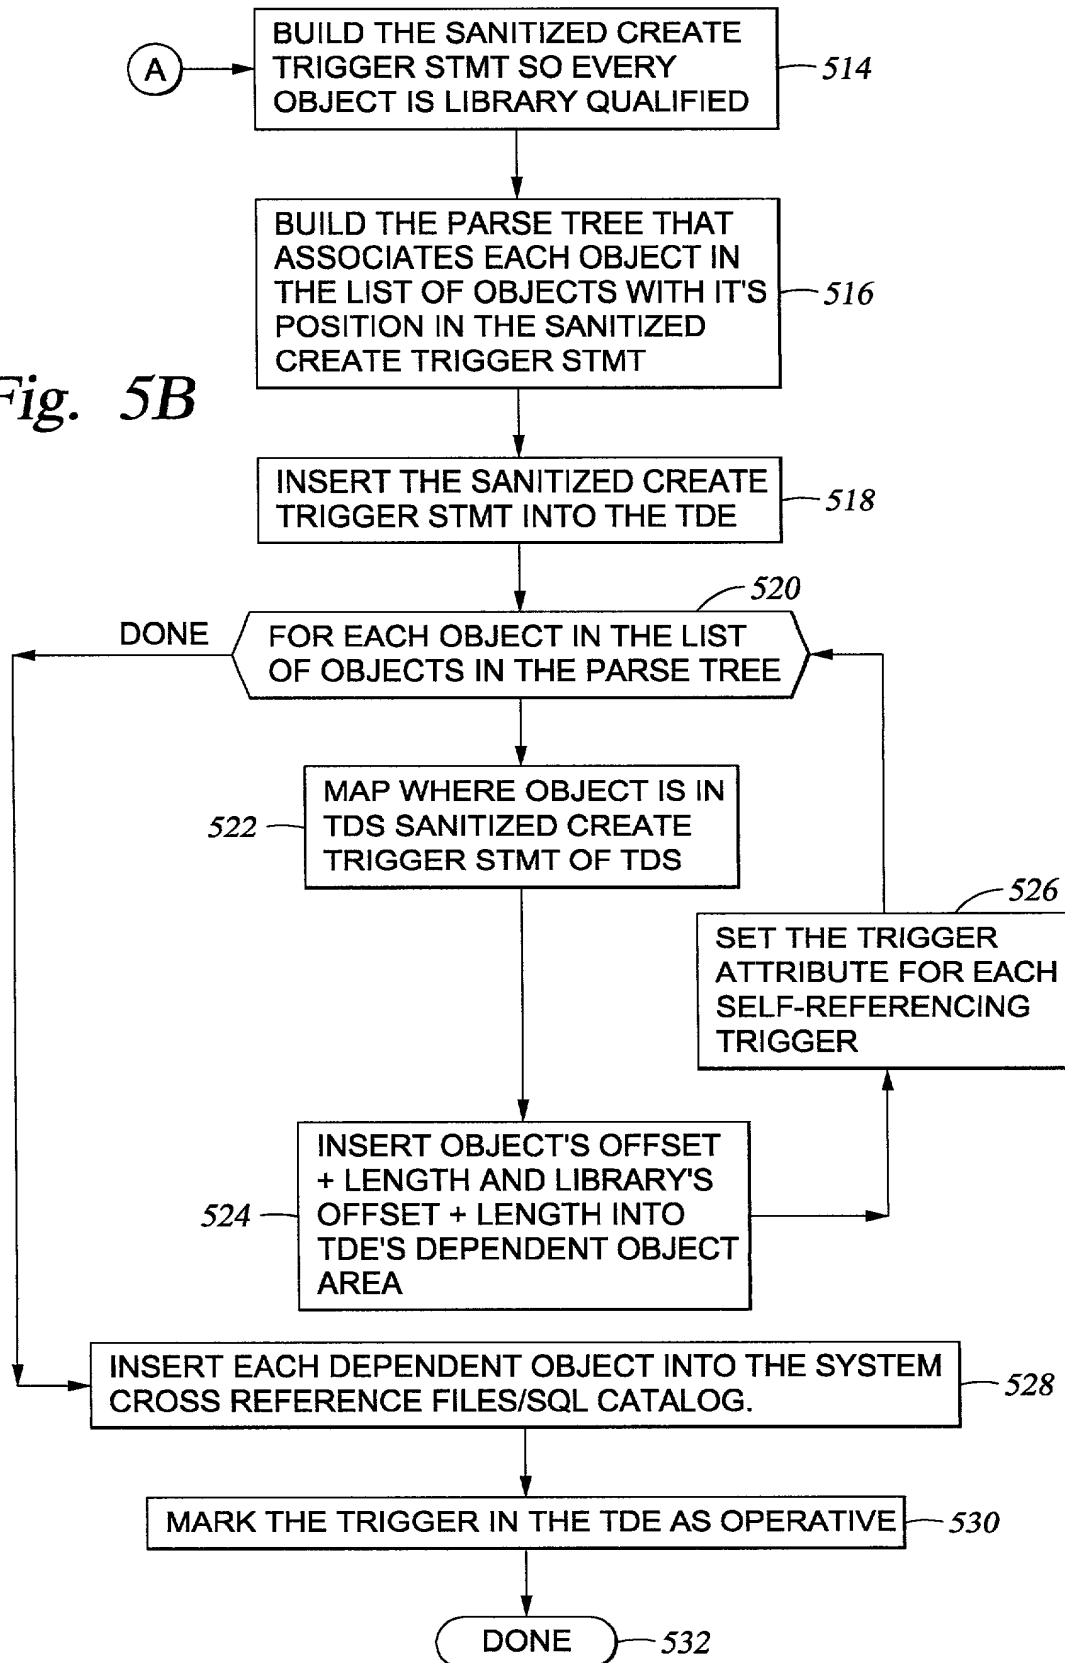 A
BUILD THE SANITIZED CREATE
TRIGGER STMT SO EVERY
OBJECT IS LIBRARY QUALIFIED
514
BUILD THE PARSE TREE THAT
ASSOCIATES EACH OBJECT IN
THE LIST OF OBJECTS WITH IT'S
POSITION IN THE SANITIZED
CREATE TRIGGER STMT
516
Fig. 5B
INSERT THE SANITIZED CREATE
TRIGGER STMT INTO THE TDE
518
520
DONE
FOR EACH OBJECT IN THE LIST
OF OBJECTS IN THE PARSE TREE
MAP WHERE OBJECT IS IN
TDS SANITIZED CREATE
TRIGGER STMT OF TDS
522
526
SET THE TRIGGER
ATTRIBUTE FOR EACH
SELF-REFERENCING
TRIGGER
INSERT OBJECT'S OFFSET
+ LENGTH AND LIBRARY'S
OFFSET + LENGTH INTO
TDE'S DEPENDENT OBJECT
AREA
524
INSERT EACH DEPENDENT OBJECT INTO THE SYSTEM
CROSS REFERENCE FILES/SQL CATALOG.
528
MARK THE TRIGGER IN THE TDE AS OPERATIVE
530
DONE
532